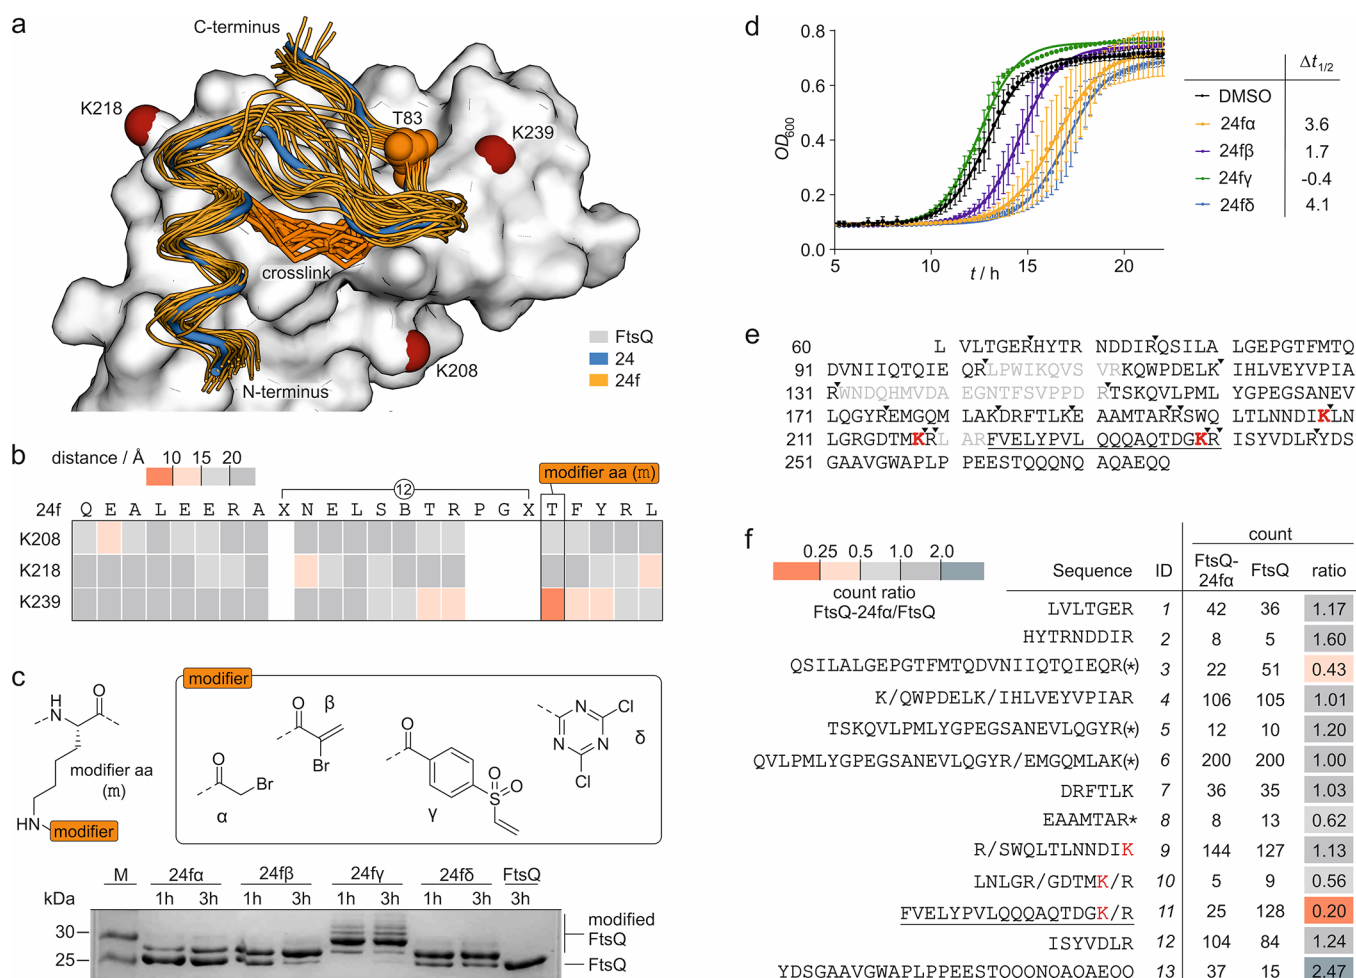 a
C-terminus
K218
T83
K239
crosslink
K208
N-terminus
FtsQ
24
24f
b
distance / Å
10 15 20
12
modifier aa (m)
24f Q E A L E E R A X N E L S B T R P G X T F Y R L
K208
K218
K239
c
H
N
O
modifier aa
(m)
HN
modifier
modifier
O
Br
α
O
Br
β
O
S
O
O
γ
N
N
N
Cl
Cl
δ
M 24fα 24fβ 24fγ 24fδ FtsQ
kDa 1h 3h 1h 3h 1h 3h 1h 3h 3h
30
25
modified
FtsQ
FtsQ
d
OD600
0.8
0.6
0.4
0.2
0.0
5 10 15 20
t / h
Δt1/2
DMSO
24fα 3.6
24fβ 1.7
24fγ -0.4
24fδ 4.1
e
60 L VLTGERHYTR NDDIRQSILA LGEPGTFMTQ
91 DVNIIQTQIE QRLPWIKQVS VRKQWPDELK IHLVEYVPIA
131 RWNDQHMVDA EGNTFSVPPD RTSKQVLPML YGPEGSANEV
171 LQGYREMGQM LAKDRFTLKE AAMTARRSWQ LTLNNDIKLN
211 LGRGDTMKRL ARFVELYPVL QQQAQTDGKR ISYVDLRYDS
251 GAAVGWAPLP PEESTQQQNQ AQAEQQ
f
0.25 0.5 1.0 2.0
count ratio
FtsQ-24fα/FtsQ
count
Sequence ID FtsQ-24fα FtsQ ratio
LVLTGER 1 42 36 1.17
HYTRNDDIR 2 8 5 1.60
QSILALGEPGTFMTQDVNIIQTQIEQR(*) 3 22 51 0.43
K/QWPDELK/IHLVEYVPIAR 4 106 105 1.01
TSKQVLPMLYGPEGSANEVLQGYR(*) 5 12 10 1.20
QVLPMLYGPEGSANEVLQGYR/EMGQMLAK(*) 6 200 200 1.00
DRFTLK 7 36 35 1.03
EAAMTAR* 8 8 13 0.62
R/SWQLTLNNDIK 9 144 127 1.13
LNLGR/GDTMK/R 10 5 9 0.56
FVELYPVLQQQAQTDGK/R 11 25 128 0.20
ISYVDLR 12 104 84 1.24
YDSGAAVGWAPLPPEESTQQQNQAQAEQQ 13 37 15 2.47